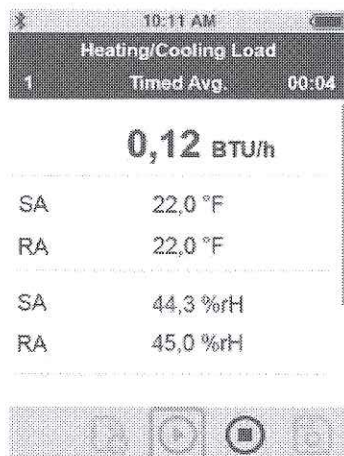 10:11 AM
Heating/Cooling Load
1 Timed Avg. 00:04
0,12 BTU/h
SA 22,0 °F
RA 22,0 °F
SA 44,3 %rH
RA 45,0 %rH